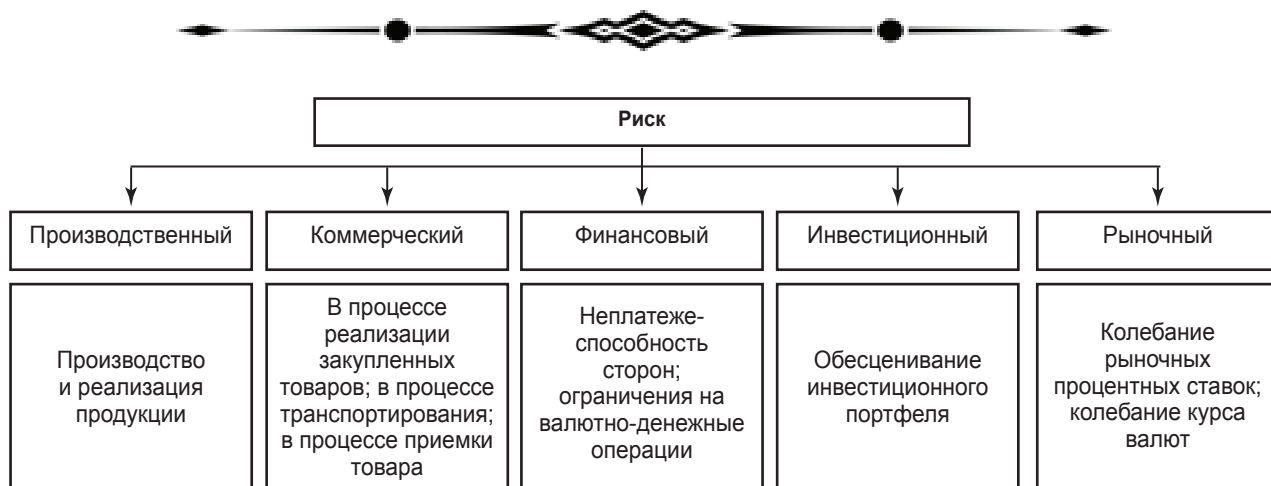 Риск
Производственный
Коммерческий
Финансовый
Инвестиционный
Рыночный
Производство
и реализация
продукции
В процессе
реализации
закупленных
товаров; в процессе
транспортирования;
в процессе приемки
товара
Неплатеже-
способность
сторон;
ограничения на
валютно-денежные
операции
Обесценивание
инвестиционного
портфеля
Колебание
рыночных
процентных ставок;
колебание курса
валют